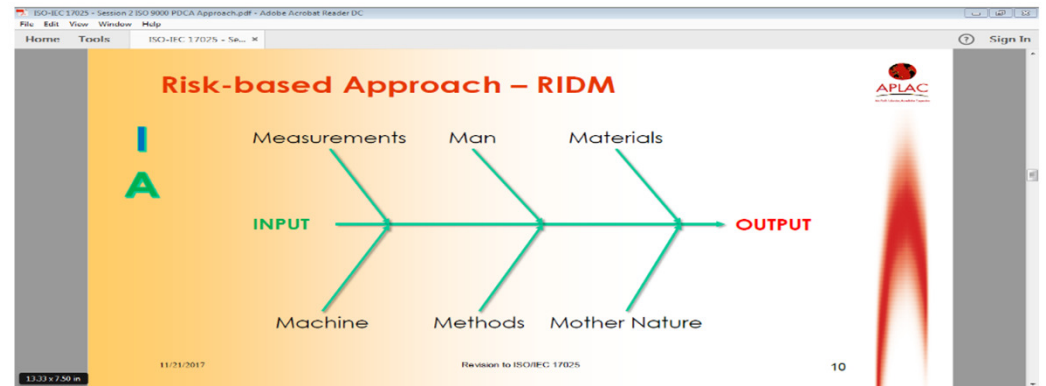 ISO-IEC 17025 - Session 2 ISO 9000 PDCA Approach.pdf - Adobe Acrobat Reader DC
File Edit View Window Help
Home Tools ISO-IEC 17025 - Se... × ? Sign In
Risk-based Approach – RIDM
APLAC
I
A
Measurements Man Materials
INPUT OUTPUT
Machine Methods Mother Nature
11/21/2017 Revision to ISO/IEC 17025 10
13.33 x 7.50 in